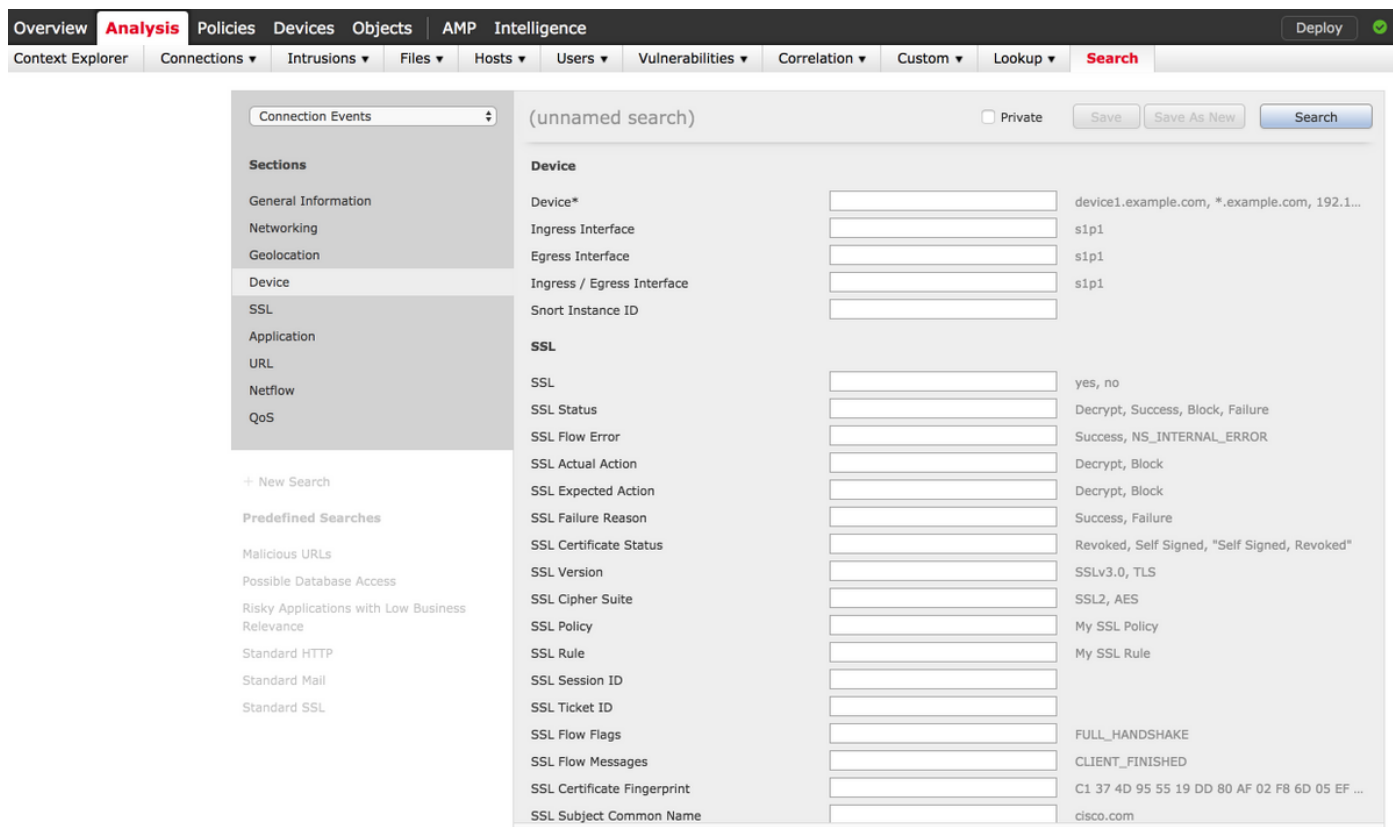 Overview Analysis Policies Devices Objects AMP Intelligence Deploy
Context Explorer Connections ▾ Intrusions ▾ Files ▾ Hosts ▾ Users ▾ Vulnerabilities ▾ Correlation ▾ Custom ▾ Lookup ▾ Search
Connection Events
Sections
General Information
Networking
Geolocation
Device
SSL
Application
URL
Netflow
QoS
+ New Search
Predefined Searches
Malicious URLs
Possible Database Access
Risky Applications with Low Business
Relevance
Standard HTTP
Standard Mail
Standard SSL
(unnamed search) Private Save Save As New Search
Device
Device* device1.example.com, *.example.com, 192.1...
Ingress Interface s1p1
Egress Interface s1p1
Ingress / Egress Interface s1p1
Snort Instance ID
SSL
SSL yes, no
SSL Status Decrypt, Success, Block, Failure
SSL Flow Error Success, NS_INTERNAL_ERROR
SSL Actual Action Decrypt, Block
SSL Expected Action Decrypt, Block
SSL Failure Reason Success, Failure
SSL Certificate Status Revoked, Self Signed, "Self Signed, Revoked"
SSL Version SSLv3.0, TLS
SSL Cipher Suite SSL2, AES
SSL Policy My SSL Policy
SSL Rule My SSL Rule
SSL Session ID
SSL Ticket ID
SSL Flow Flags FULL_HANDSHAKE
SSL Flow Messages CLIENT_FINISHED
SSL Certificate Fingerprint C1 37 4D 95 55 19 DD 80 AF 02 F8 6D 05 EF ...
SSL Subject Common Name cisco.com